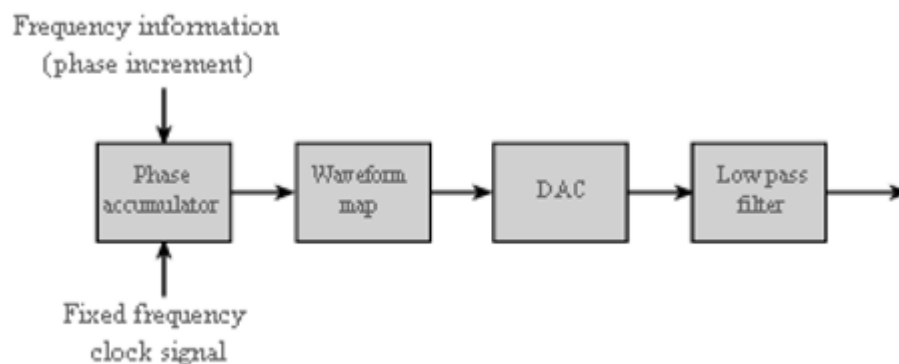 Frequency information
(phase increment)
Phase
accumulator
Waveform
map
DAC
Low pass
filter
Fixed frequency
clock signal